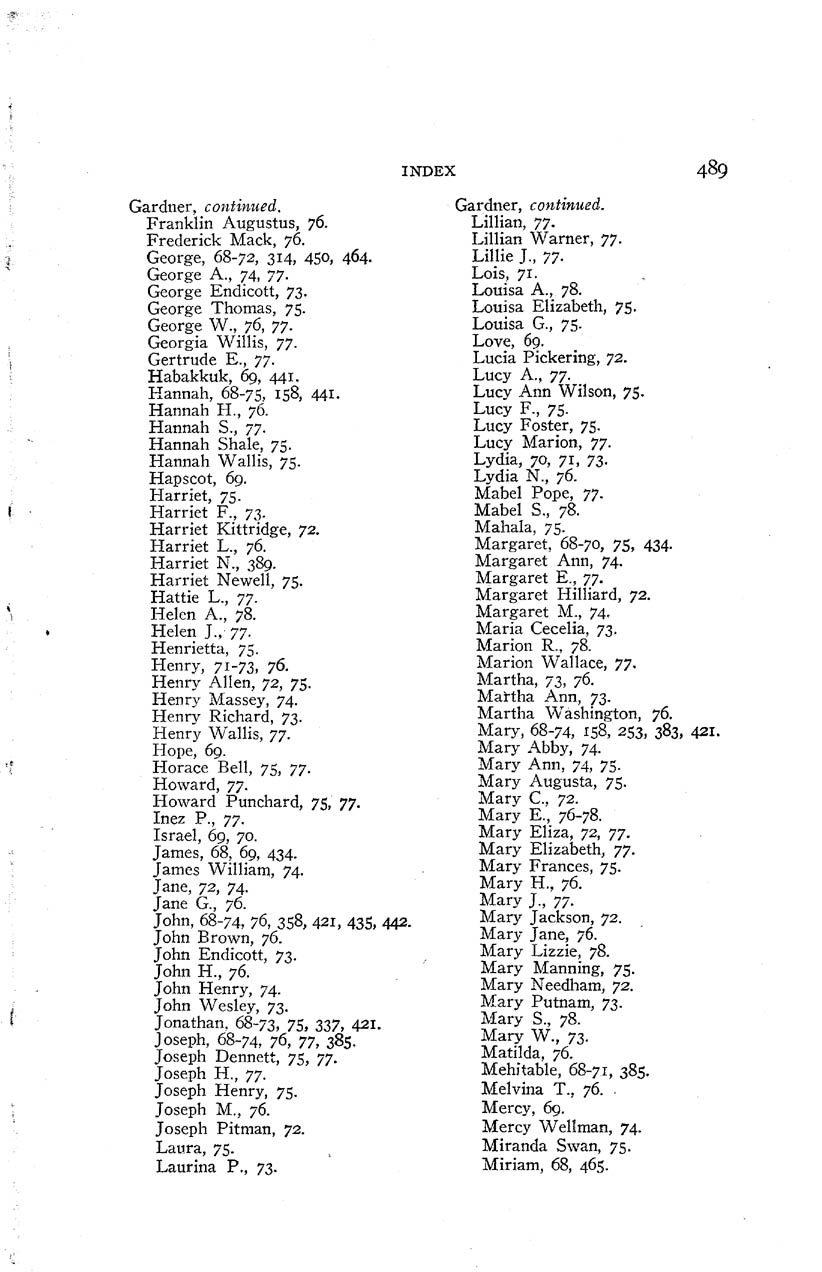 INDEX 489
Gardner, continued.
Franklin Augustus, 76.
Frederick Mack, 76.
George, 68-72, 314, 450, 464.
George A., 74, 77.
George Endicott, 73.
George Thomas, 75.
George W., 76, 77.
Georgia Willis, 77.
Gertrude E., 77.
Habakkuk, 69, 441.
Hannah, 68-75, 158, 441.
Hannah H., 76.
Hannah S., 77.
Hannah Shale, 75.
Hannah Wallis, 75.
Hapscot, 69.
Harriet, 75.
Harriet F., 73.
Harriet Kittridge, 72.
Harriet L., 76.
Harriet N., 389.
Harriet Newell, 75.
Hattie L., 77.
Helen A., 78.
Helen J., 77.
Henrietta, 75.
Henry, 71-73, 76.
Henry Allen, 72, 75.
Henry Massey, 74.
Henry Richard, 73.
Henry Wallis, 77.
Hope, 69.
Horace Bell, 75, 77.
Howard, 77.
Howard Punchard, 75, 77.
Inez P., 77.
Israel, 69, 70.
James, 68, 69, 434.
James William, 74.
Jane, 72, 74.
Jane G., 76.
John, 68-74, 76, 358, 421, 435, 442.
John Brown, 76.
John Endicott, 73.
John H., 76.
John Henry, 74.
John Wesley, 73.
Jonathan, 68-73, 75, 337, 421.
Joseph, 68-74, 76, 77, 385.
Joseph Dennett, 75, 77.
Joseph H., 77.
Joseph Henry, 75.
Joseph M., 76.
Joseph Pitman, 72.
Laura, 75.
Laurina P., 73.
Gardner, continued.
Lillian, 77.
Lillian Warner, 77.
Lillie J., 77.
Lois, 71.
Louisa A., 78.
Louisa Elizabeth, 75.
Louisa G., 75.
Love, 69.
Lucia Pickering, 72.
Lucy A., 77.
Lucy Ann Wilson, 75.
Lucy F., 75.
Lucy Foster, 75.
Lucy Marion, 77.
Lydia, 70, 71, 73.
Lydia N., 76.
Mabel Pope, 77.
Mabel S., 78.
Mahala, 75.
Margaret, 68-70, 75, 434.
Margaret Ann, 74.
Margaret E., 77.
Margaret Hilliard, 72.
Margaret M., 74.
Maria Cecelia, 73.
Marion R., 78.
Marion Wallace, 77.
Martha, 73, 76.
Martha Ann, 73.
Martha Washington, 76.
Mary, 68-74, 158, 253, 383, 421.
Mary Abby, 74.
Mary Ann, 74, 75.
Mary Augusta, 75.
Mary C., 72.
Mary E., 76-78.
Mary Eliza, 72, 77.
Mary Elizabeth, 77.
Mary Frances, 75.
Mary H., 76.
Mary J., 77.
Mary Jackson, 72.
Mary Jane, 76.
Mary Lizzie, 78.
Mary Manning, 75.
Mary Needham, 72.
Mary Putnam, 73.
Mary S., 78.
Mary W., 73.
Matilda, 76.
Mehitable, 68-71, 385.
Melvina T., 76.
Mercy, 69.
Mercy Wellman, 74.
Miranda Swan, 75.
Miriam, 68, 465.